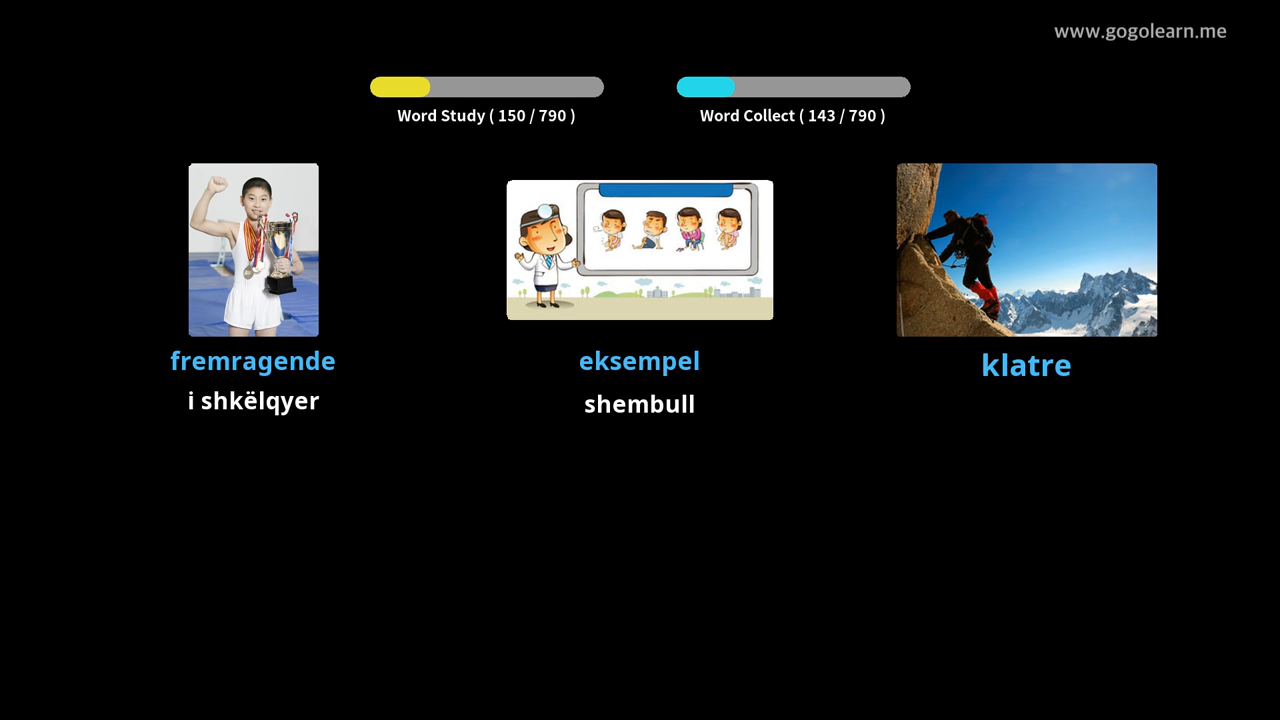 www.gogolearn.me
Word Study ( 150 / 790 )
Word Collect ( 143 / 790 )
fremragende
eksempel
klatre
i shkëlqyer
shembull